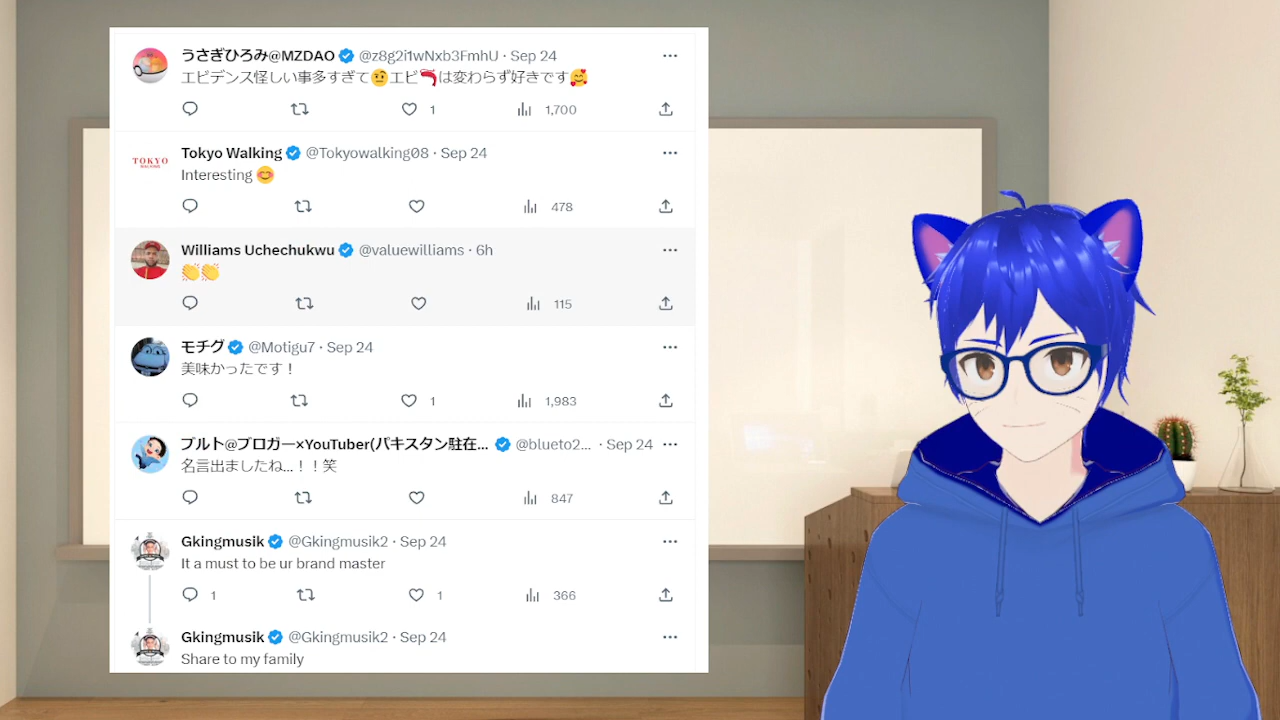 うさぎひろみ@MZDAO @z8g2i1wNxb3FmhU · Sep 24
エビデンス怪しい事多すぎて🤨エビ🦐は変わらず好きです🥰
1 1,700
TOKYO
Tokyo Walking @Tokyowalking08 · Sep 24
Interesting 😊
478
Williams Uchechukwu @valuewilliams · 6h
👏👏
115
モチグ @Motigu7 · Sep 24
美味かったです！
1 1,983
ブルト@ブロガー×YouTuber(パキスタン駐在... @blueto2... · Sep 24
名言出ましたね...！！笑
847
Gkingmusik @Gkingmusik2 · Sep 24
It a must to be ur brand master
1 1 366
Gkingmusik @Gkingmusik2 · Sep 24
Share to my family